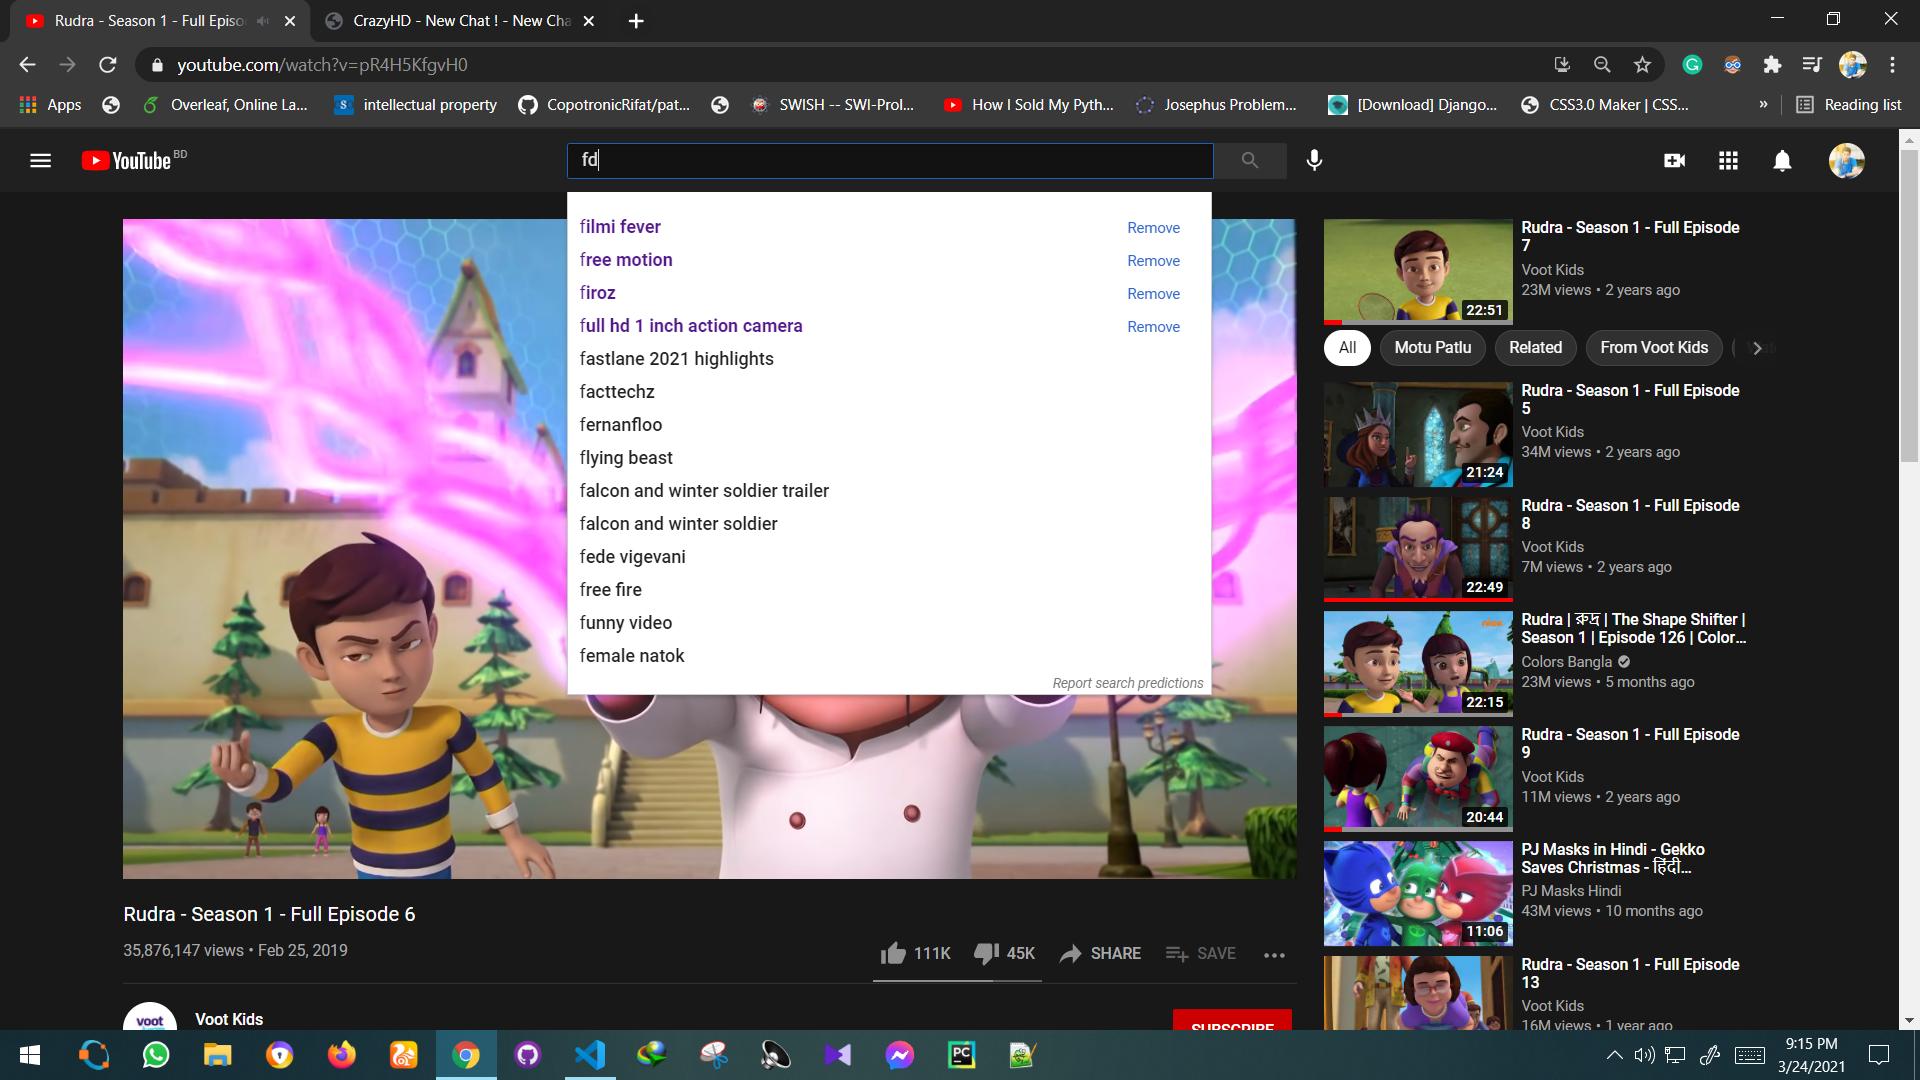 Rudra - Season 1 - Full Episo
CrazyHD - New Chat ! - New Cha
youtube.com/watch?v=pR4H5KfgvH0
Apps
Overleaf, Online La...
intellectual property
CopotronicRifat/pat...
SWISH -- SWI-Prol...
How I Sold My Pyth...
Josephus Problem...
[Download] Django...
CSS3.0 Maker | CSS...
»
Reading list
YouTube BD
fd
filmi fever Remove
free motion Remove
firoz Remove
full hd 1 inch action camera Remove
fastlane 2021 highlights
facttechz
fernanfloo
flying beast
falcon and winter soldier trailer
falcon and winter soldier
fede vigevani
free fire
funny video
female natok
Report search predictions
Rudra - Season 1 - Full Episode 6
35,876,147 views • Feb 25, 2019
111K 45K SHARE SAVE
voot
Voot Kids
SUBSCRIBE
22:51
Rudra - Season 1 - Full Episode
7
Voot Kids
23M views • 2 years ago
All Motu Patlu Related From Voot Kids
21:24
Rudra - Season 1 - Full Episode
5
Voot Kids
34M views • 2 years ago
22:49
Rudra - Season 1 - Full Episode
8
Voot Kids
7M views • 2 years ago
22:15
Rudra | রুদ্র | The Shape Shifter |
Season 1 | Episode 126 | Color...
Colors Bangla
23M views • 5 months ago
20:44
Rudra - Season 1 - Full Episode
9
Voot Kids
11M views • 2 years ago
11:06
PJ Masks in Hindi - Gekko
Saves Christmas - हिंदी...
PJ Masks Hindi
43M views • 10 months ago
Rudra - Season 1 - Full Episode
13
Voot Kids
16M views • 1 year ago
PC
9:15 PM
3/24/2021